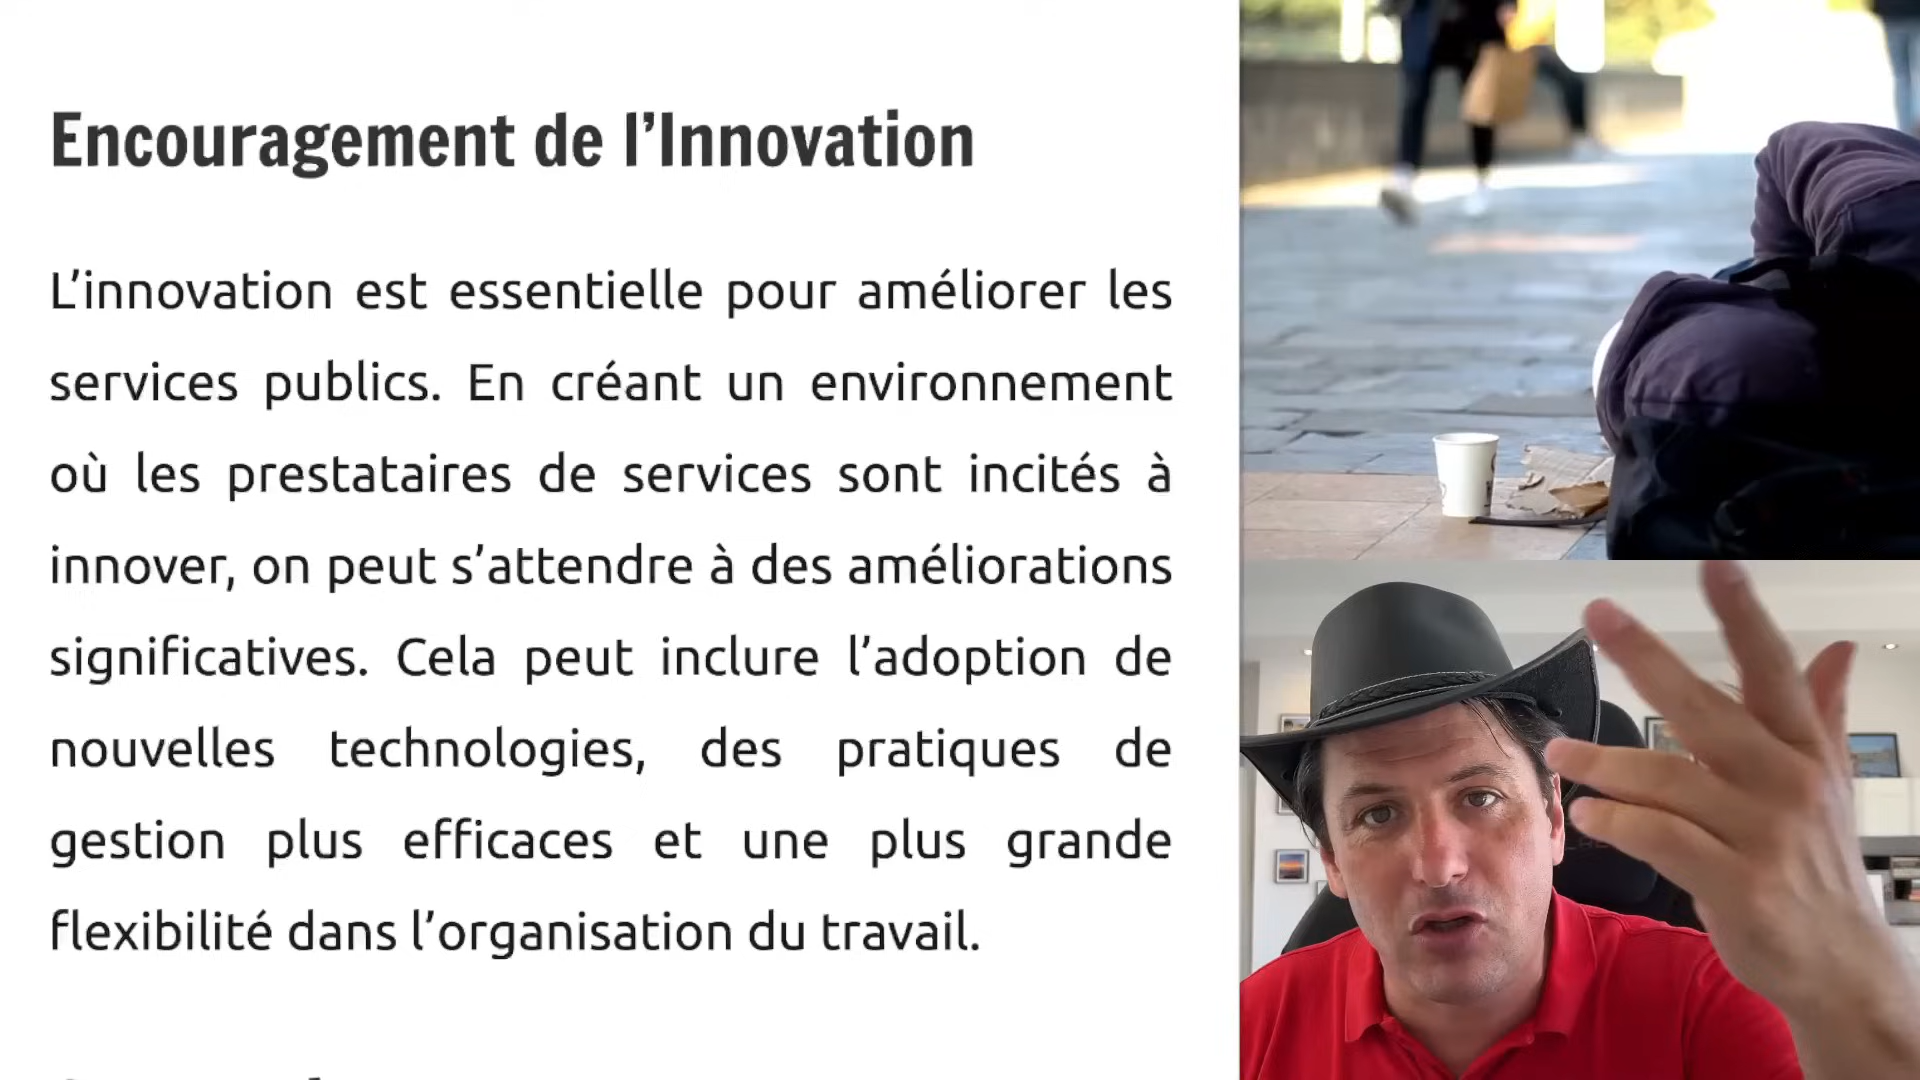 Encouragement de l’Innovation
L’innovation est essentielle pour améliorer les
services publics. En créant un environnement
où les prestataires de services sont incités à
innover, on peut s’attendre à des améliorations
significatives. Cela peut inclure l’adoption de
nouvelles technologies, des pratiques de
gestion plus efficaces et une plus grande
flexibilité dans l’organisation du travail.